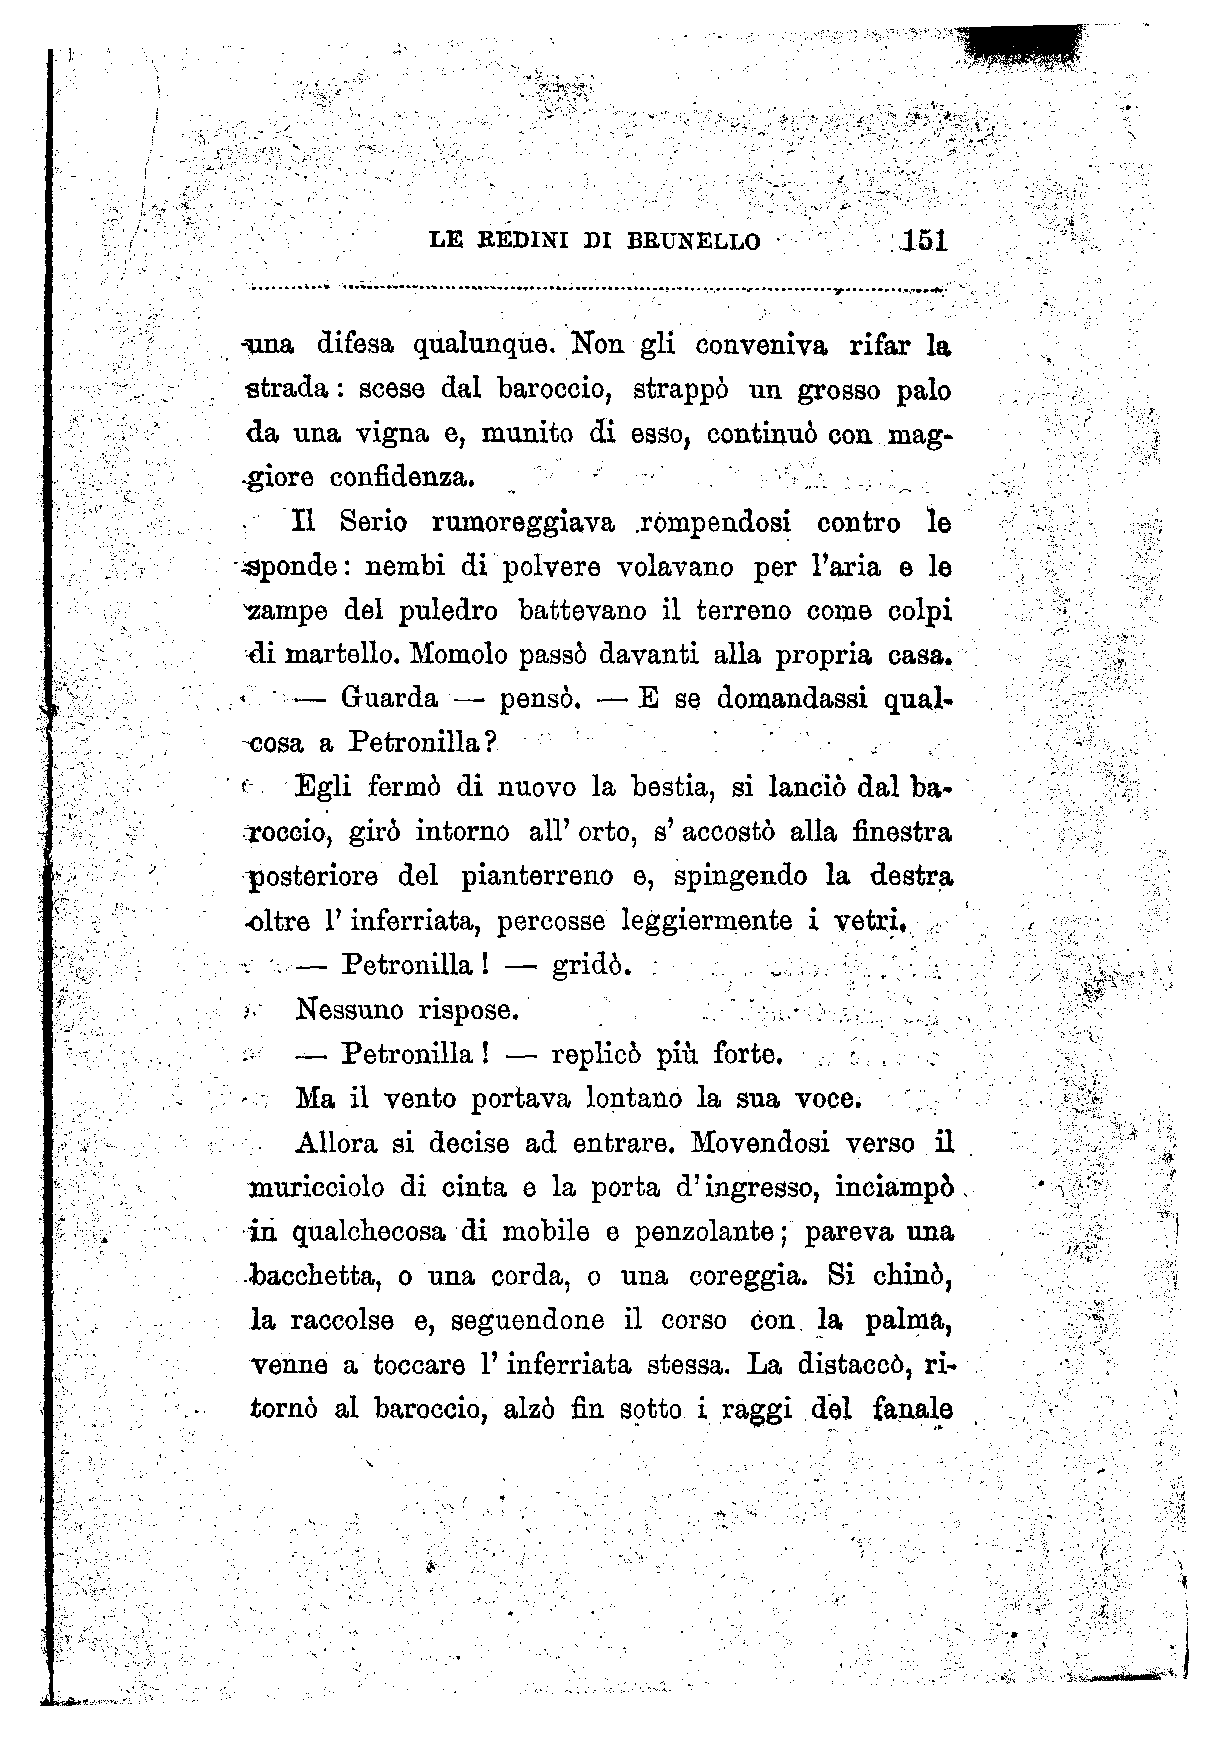 LE REDINI DI BRUNELLO 151
una difesa qualunque. Non gli conveniva rifar la
strada : scese dal baroccio, strappò un grosso palo
da una vigna e, munito di esso, continuò con mag-
giore confidenza.
Il Serio rumoreggiava rompendosi contro le
sponde : nembi di polvere volavano per l'aria e le
zampe del puledro battevano il terreno come colpi
di martello. Momolo passò davanti alla propria casa.
— Guarda — pensò. — E se domandassi qual-
cosa a Petronilla?
Egli fermò di nuovo la bestia, si lanciò dal ba-
roccio, girò intorno all' orto, s' accostò alla finestra
posteriore del pianterreno e, spingendo la destra
oltre l' inferriata, percosse leggiermente i vetri.
— Petronilla ! — gridò.
Nessuno rispose.
— Petronilla ! — replicò più forte.
Ma il vento portava lontano la sua voce.
Allora si decise ad entrare. Movendosi verso il
muricciolo di cinta e la porta d'ingresso, inciampò
in qualchecosa di mobile e penzolante ; pareva una
bacchetta, o una corda, o una coreggia. Si chinò,
la raccolse e, seguendone il corso con la palma,
venne a toccare l' inferriata stessa. La distaccò, ri-
tornò al baroccio, alzò fin sotto i raggi del fanale